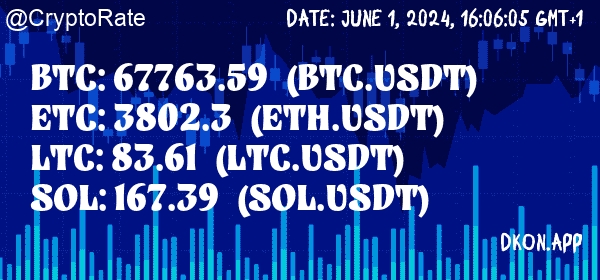 @CryptoRate
DATE: JUNE 1, 2024, 16:06:05 GMT+1
BTC: 67763.59 (BTC.USDT)
ETC: 3802.3 (ETH.USDT)
LTC: 83.61 (LTC.USDT)
SOL: 167.39 (SOL.USDT)
DKON.APP